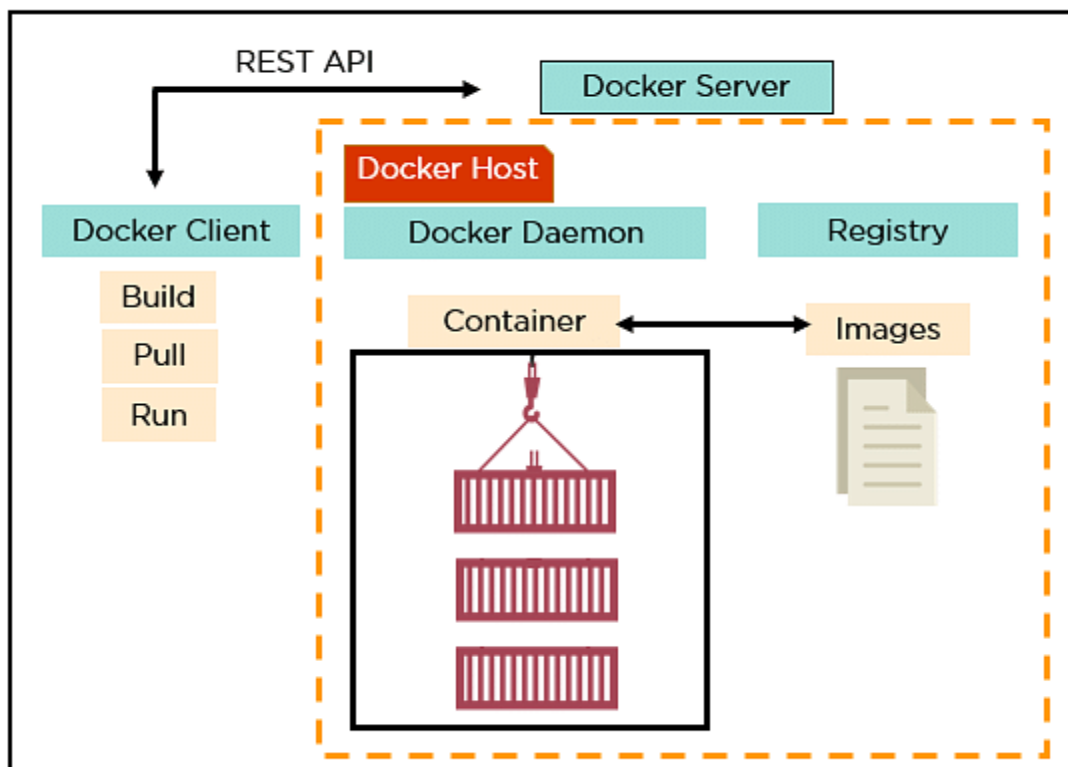 REST API
Docker Server
Docker Host
Docker Client
Docker Daemon
Registry
Build
Pull
Run
Container
Images